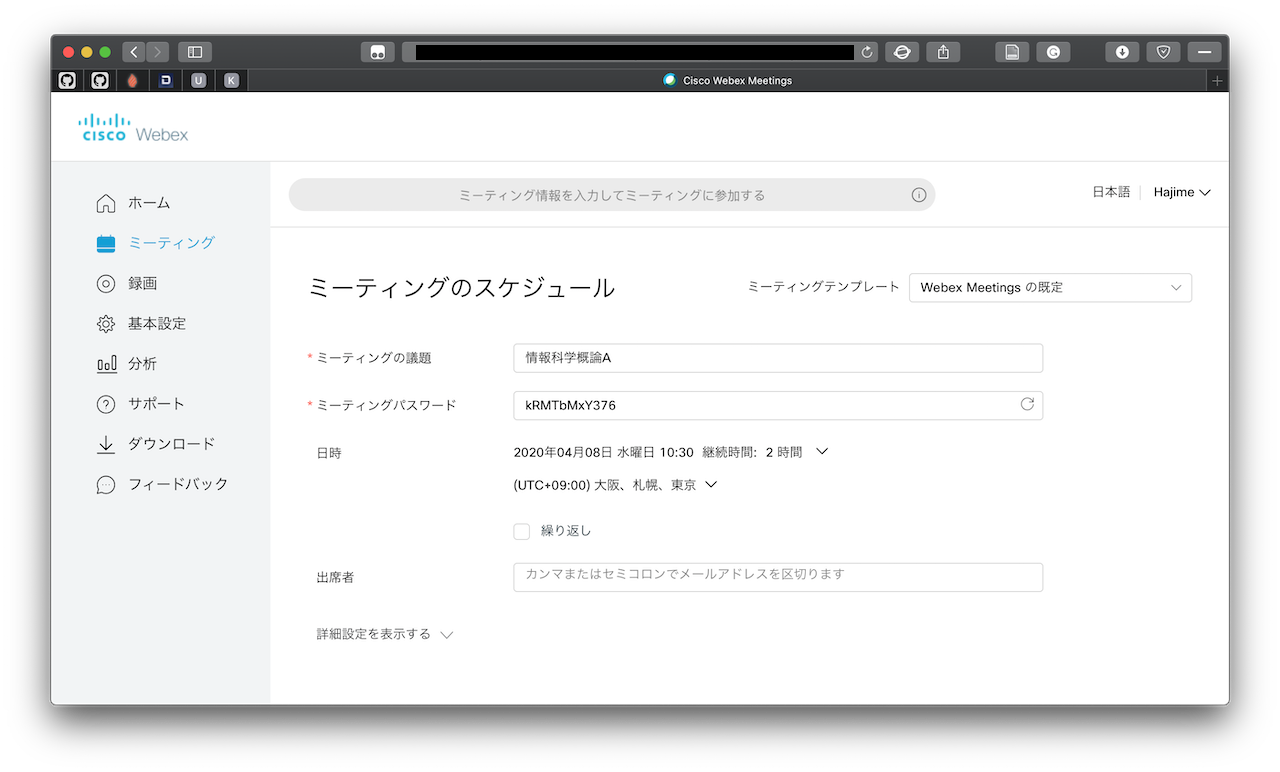 D U K
Cisco Webex Meetings
cisco Webex
ホーム
ミーティング
録画
基本設定
分析
サポート
ダウンロード
フィードバック
ミーティング情報を入力してミーティングに参加する
日本語 Hajime
ミーティングのスケジュール
ミーティングテンプレート Webex Meetings の既定
* ミーティングの議題 情報科学概論A
* ミーティングパスワード kRMTbMxY376
日時 2020年04月08日 水曜日 10:30 継続時間: 2 時間
(UTC+09:00) 大阪、札幌、東京
繰り返し
出席者 カンマまたはセミコロンでメールアドレスを区切ります
詳細設定を表示する